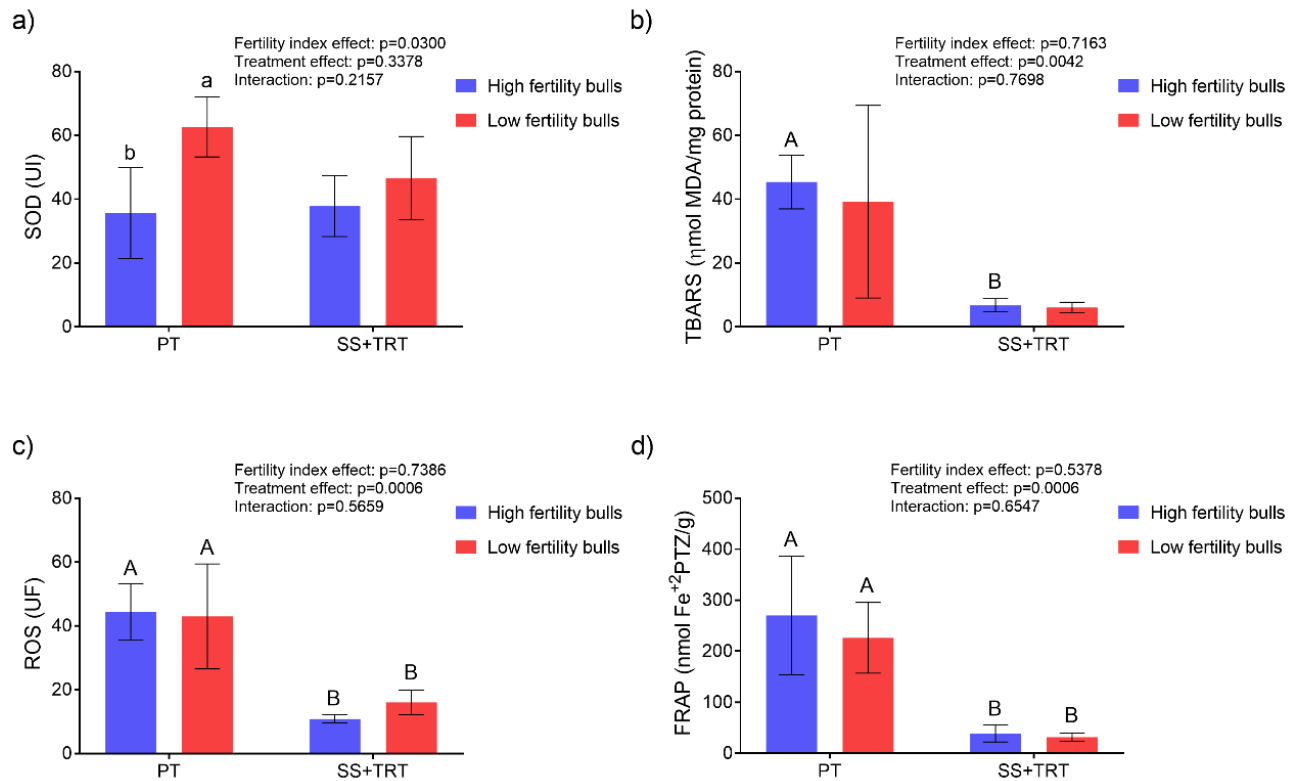 a)
Fertility index effect: p=0.0300
Treatment effect: p=0.3378
Interaction: p=0.2157
High fertility bulls
Low fertility bulls
SOD (UI)
80
60
40
20
0
b
a
PT
SS+TRT
b)
Fertility index effect: p=0.7163
Treatment effect: p=0.0042
Interaction: p=0.7698
High fertility bulls
Low fertility bulls
TBARS (ηmol MDA/mg protein)
80
60
40
20
0
A
B
PT
SS+TRT
c)
Fertility index effect: p=0.7386
Treatment effect: p=0.0006
Interaction: p=0.5659
High fertility bulls
Low fertility bulls
ROS (UF)
80
60
40
20
0
A
A
B
B
PT
SS+TRT
d)
Fertility index effect: p=0.5378
Treatment effect: p=0.0006
Interaction: p=0.6547
High fertility bulls
Low fertility bulls
FRAP (nmol Fe⁺²PTZ/g)
500
400
300
200
100
0
A
A
B
B
PT
SS+TRT